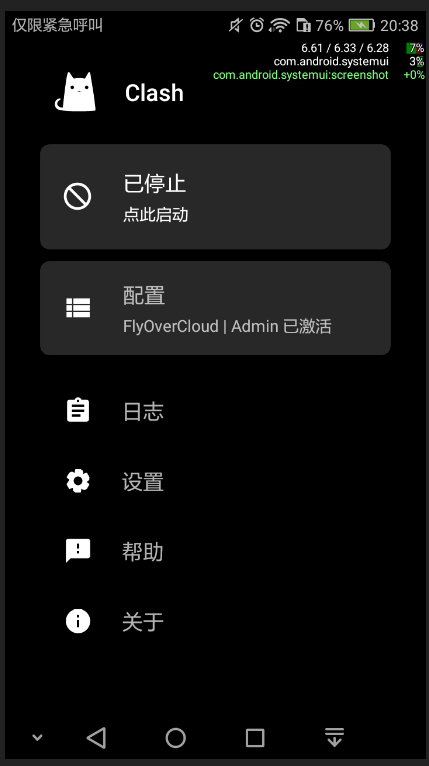 仅限紧急呼叫 76% 20:38
6.61 / 6.33 / 6.28 7%
com.android.systemui 3%
com.android.systemui:screenshot +0%
Clash
已停止
点此启动
配置
FlyOverCloud | Admin 已激活
日志
设置
帮助
关于